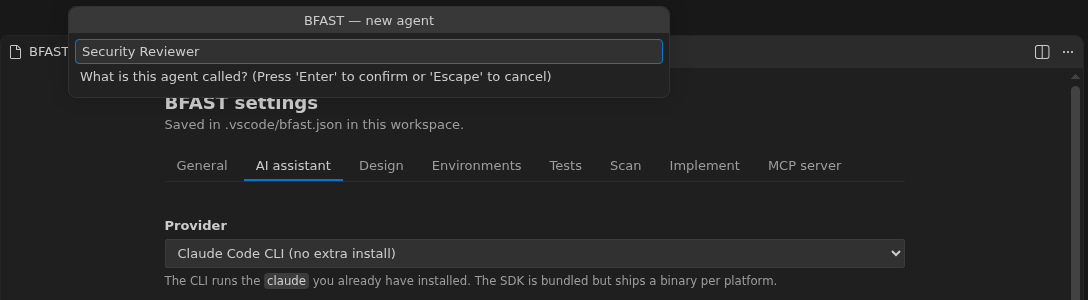 BFAST — new agent
Security Reviewer
What is this agent called? (Press 'Enter' to confirm or 'Escape' to cancel)
BFAST
BFAST settings
Saved in .vscode/bfast.json in this workspace.
General AI assistant Design Environments Tests Scan Implement MCP server
Provider
Claude Code CLI (no extra install)
The CLI runs the claude you already have installed. The SDK is bundled but ships a binary per platform.